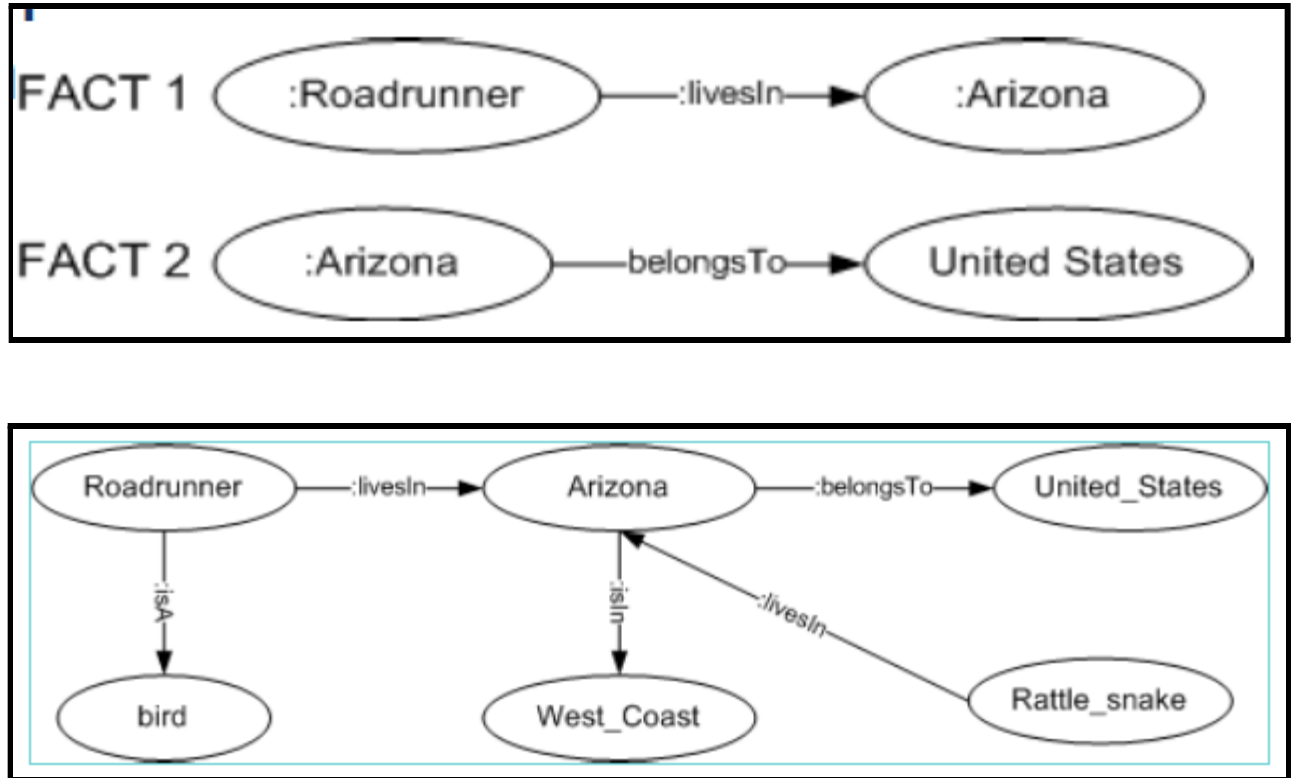 FACT 1 :Roadrunner :livesIn :Arizona
FACT 2 :Arizona belongsTo United States
Roadrunner :livesIn Arizona :belongsTo United_States
:isA :isIn :livesIn
bird West_Coast Rattle_snake